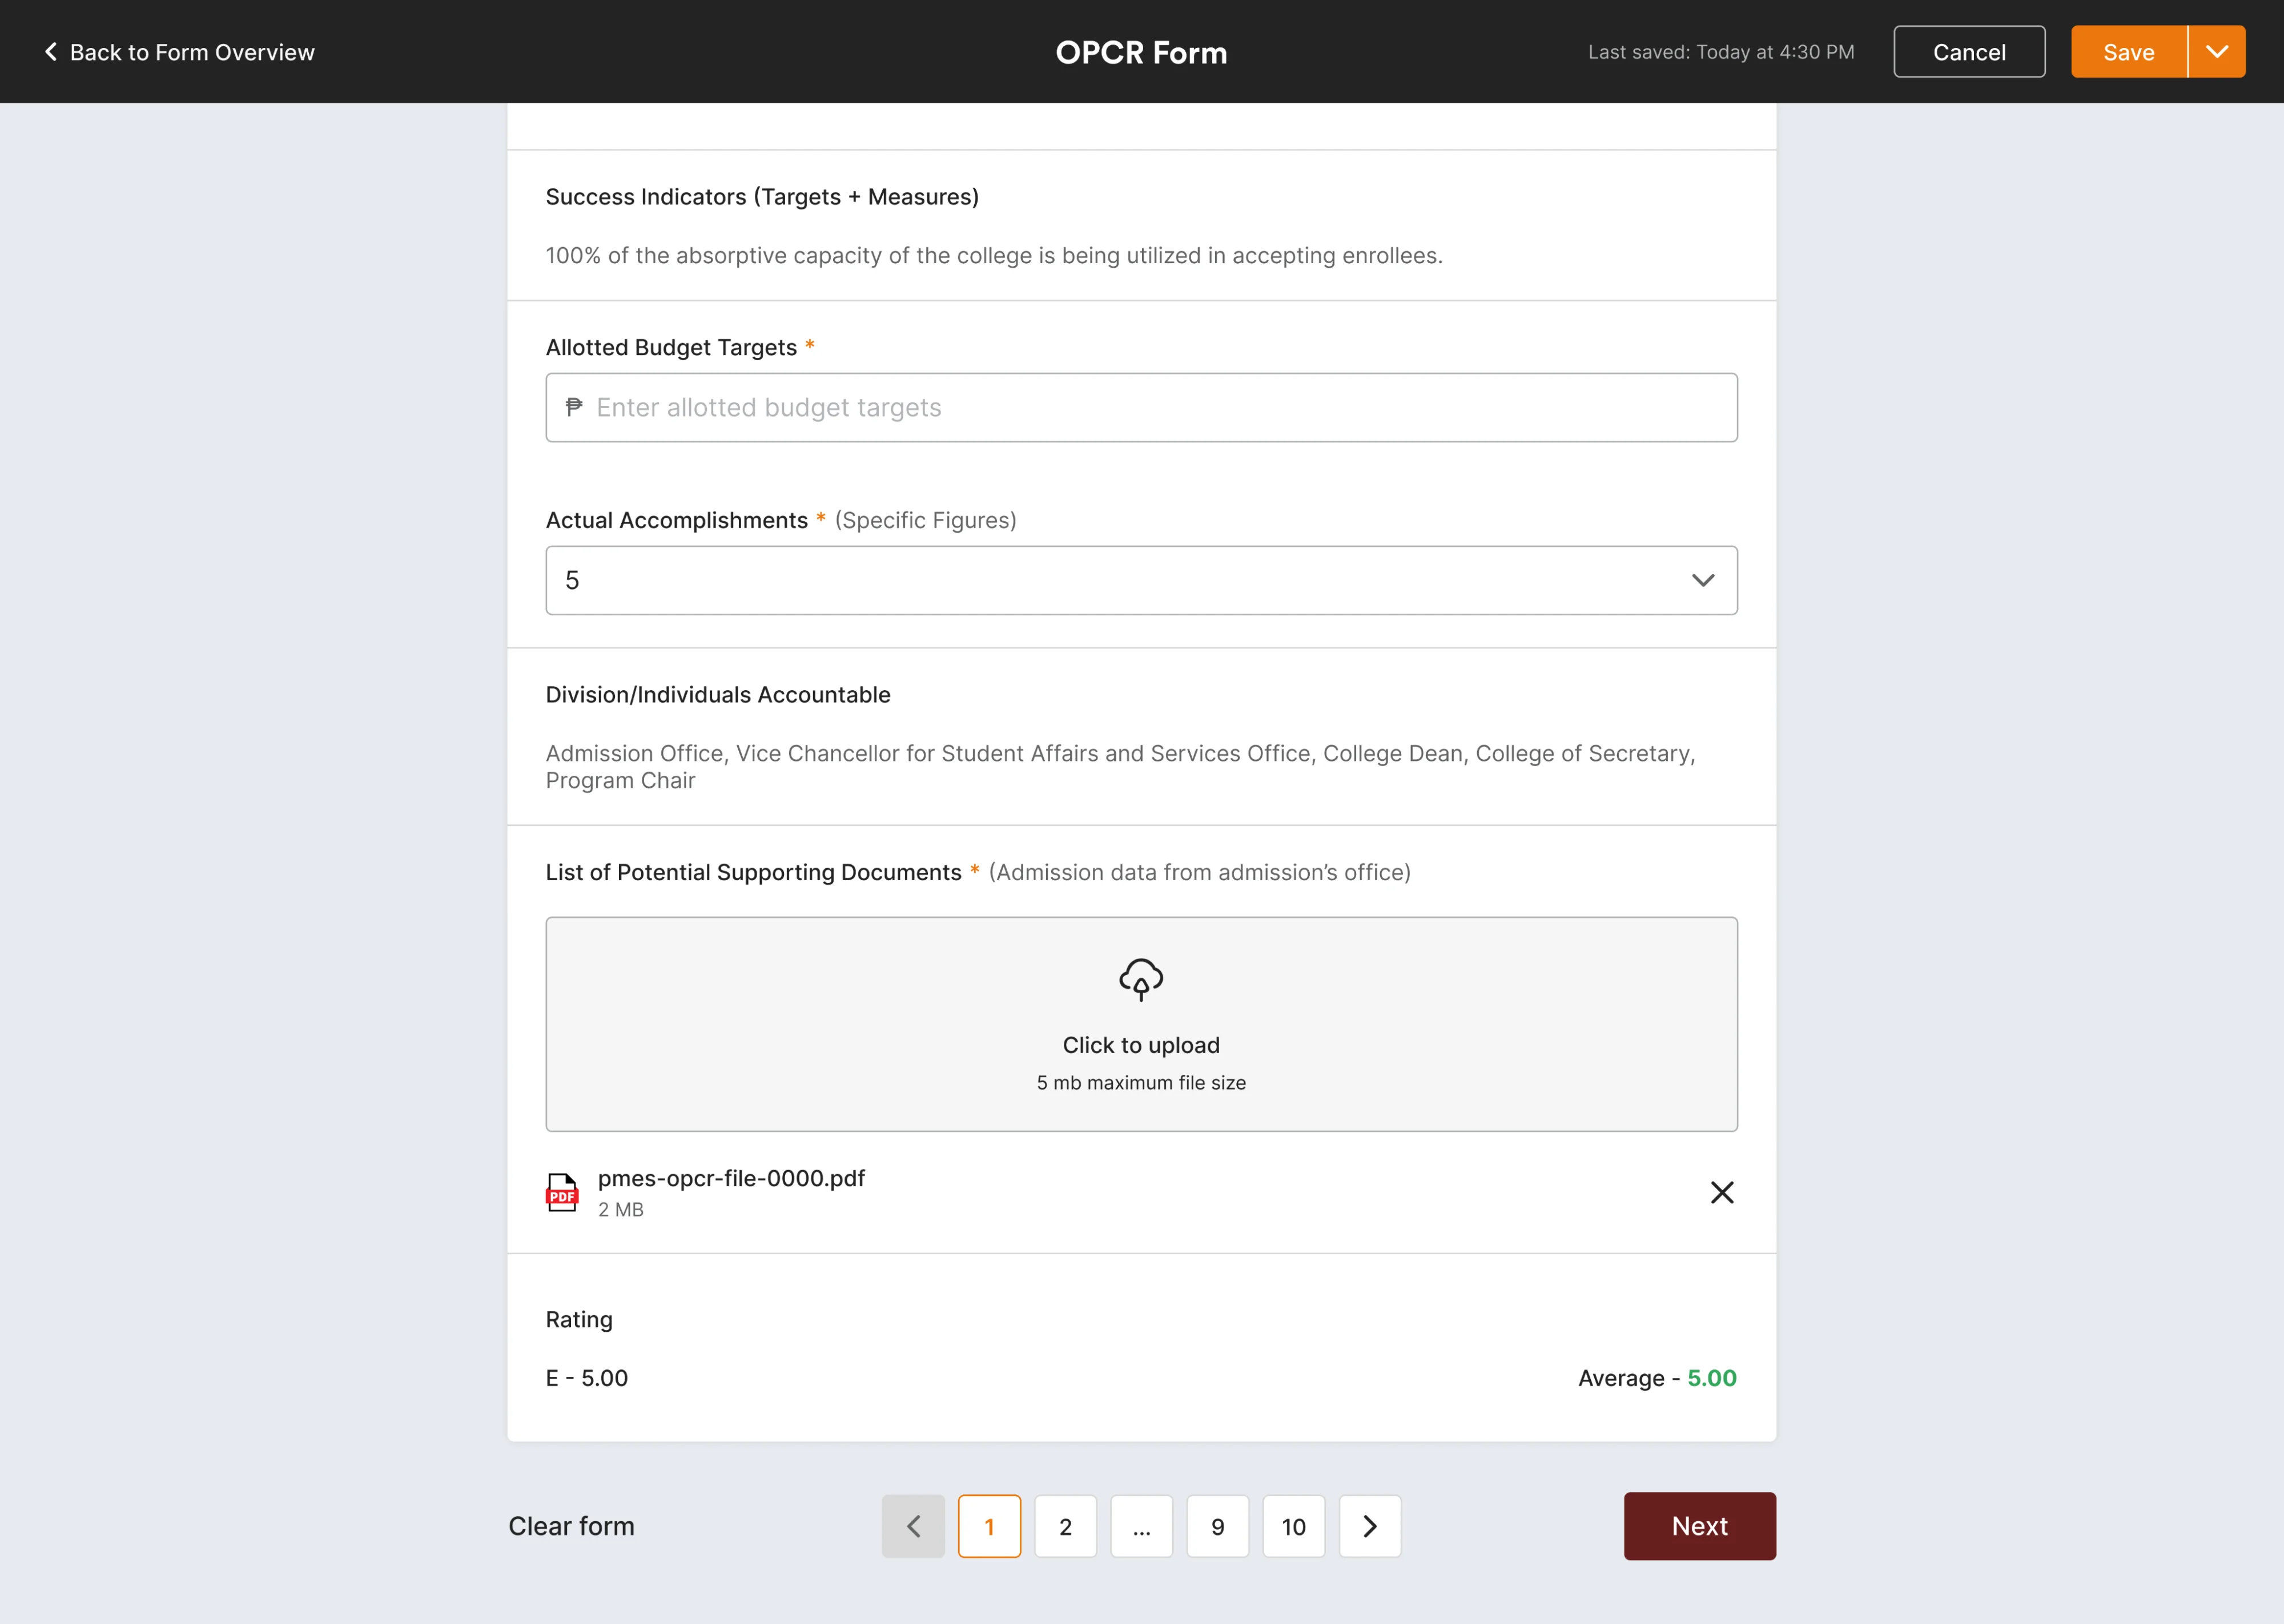 Back to Form Overview
OPCR Form
Last saved: Today at 4:30 PM
Cancel
Save
Success Indicators (Targets + Measures)
100% of the absorptive capacity of the college is being utilized in accepting enrollees.
Allotted Budget Targets *
₱ Enter allotted budget targets
Actual Accomplishments * (Specific Figures)
5
Division/Individuals Accountable
Admission Office, Vice Chancellor for Student Affairs and Services Office, College Dean, College of Secretary,
Program Chair
List of Potential Supporting Documents * (Admission data from admission’s office)
Click to upload
5 mb maximum file size
PDF
pmes-opcr-file-0000.pdf
2 MB
Rating
E - 5.00
Average - 5.00
Clear form
1
2
...
9
10
Next